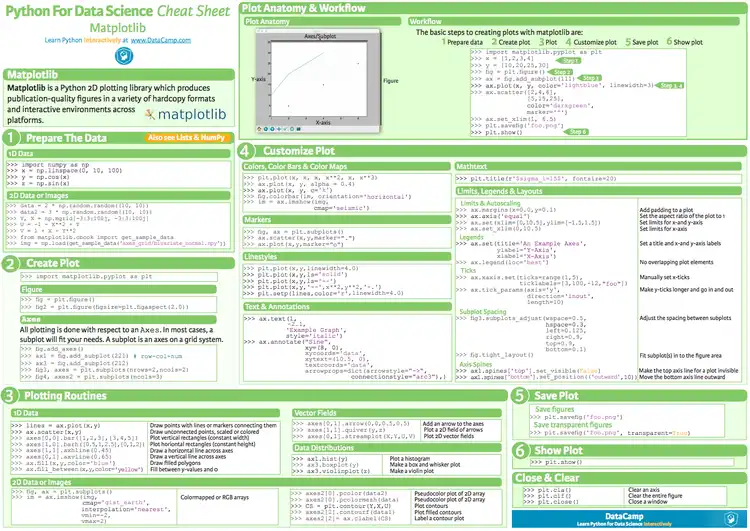 Python For Data Science Cheat Sheet
Matplotlib
Learn Python Interactively at www.DataCamp.com
Matplotlib
Matplotlib is a Python 2D plotting library which produces
publication-quality figures in a variety of hardcopy formats
and interactive environments across
platforms.
matplotlib
1 Prepare The Data
Also see Lists & NumPy
1D Data
>>> import numpy as np
>>> x = np.linspace(0, 10, 100)
>>> y = np.cos(x)
>>> z = np.sin(x)
2D Data or Images
>>> data = 2 * np.random.random((10, 10))
>>> data2 = 3 * np.random.random((10, 10))
>>> Y, X = np.mgrid[-3:3:100j, -3:3:100j]
>>> U = -1 - X**2 + Y
>>> V = 1 + X - Y**2
>>> from matplotlib.cbook import get_sample_data
>>> img = np.load(get_sample_data('axes_grid/bivariate_normal.npy'))
2 Create Plot
>>> import matplotlib.pyplot as plt
Figure
>>> fig = plt.figure()
>>> fig2 = plt.figure(figsize=plt.figaspect(2.0))
Axes
All plotting is done with respect to an Axes. In most cases, a
subplot will fit your needs. A subplot is an axes on a grid system.
>>> fig.add_axes()
>>> ax1 = fig.add_subplot(221) # row-col-num
>>> ax3 = fig.add_subplot(212)
>>> fig3, axes = plt.subplots(nrows=2,ncols=2)
>>> fig4, axes2 = plt.subplots(ncols=3)
Plot Anatomy & Workflow
Plot Anatomy
Axes/Subplot
Y-axis
X-axis
Figure
Workflow
The basic steps to creating plots with matplotlib are:
1 Prepare data 2 Create plot 3 Plot 4 Customize plot 5 Save plot 6 Show plot
>>> import matplotlib.pyplot as plt
>>> x = [1,2,3,4]
>>> y = [10,20,25,30]
Step 1
>>> fig = plt.figure()
Step 2
>>> ax = fig.add_subplot(111)
Step 3
>>> ax.plot(x, y, color='lightblue', linewidth=3)
Step 3, 4
>>> ax.scatter([2,4,6],
[5,15,25],
color='darkgreen',
marker='^')
>>> ax.set_xlim(1, 6.5)
>>> plt.savefig('foo.png')
>>> plt.show()
Step 6
4 Customize Plot
Colors, Color Bars & Color Maps
>>> plt.plot(x, x, x, x**2, x, x**3)
>>> ax.plot(x, y, alpha = 0.4)
>>> ax.plot(x, y, c='k')
>>> fig.colorbar(im, orientation='horizontal')
>>> im = ax.imshow(img,
cmap='seismic')
Markers
>>> fig, ax = plt.subplots()
>>> ax.scatter(x,y,marker=".")
>>> ax.plot(x,y,marker="o")
Linestyles
>>> plt.plot(x,y,linewidth=4.0)
>>> plt.plot(x,y,ls='solid')
>>> plt.plot(x,y,ls='--')
>>> plt.plot(x,y,'--',x**2,y**2,'-.')
>>> plt.setp(lines,color='r',linewidth=4.0)
Text & Annotations
>>> ax.text(1,
-2.1,
'Example Graph',
style='italic')
>>> ax.annotate("Sine",
xy=(8, 0),
xycoords='data',
xytext=(10.5, 0),
textcoords='data',
arrowprops=dict(arrowstyle="->",
connectionstyle="arc3"),)
Mathtext
>>> plt.title(r'$sigma_i=15$', fontsize=20)
Limits, Legends & Layouts
Limits & Autoscaling
>>> ax.margins(x=0.0,y=0.1) Add padding to a plot
>>> ax.axis('equal') Set the aspect ratio of the plot to 1
>>> ax.set(xlim=[0,10.5],ylim=[-1.5,1.5]) Set limits for x-and y-axis
>>> ax.set_xlim(0,10.5) Set limits for x-axis
Legends
>>> ax.set(title='An Example Axes', Set a title and x-and y-axis labels
ylabel='Y-Axis',
xlabel='X-Axis')
>>> ax.legend(loc='best') No overlapping plot elements
Ticks
>>> ax.xaxis.set(ticks=range(1,5), Manually set x-ticks
ticklabels=[3,100,-12,"foo"])
>>> ax.tick_params(axis='y', Make y-ticks longer and go in and out
direction='inout',
length=10)
Subplot Spacing
>>> fig3.subplots_adjust(wspace=0.5, Adjust the spacing between subplots
hspace=0.3,
left=0.125,
right=0.9,
top=0.9,
bottom=0.1)
>>> fig.tight_layout() Fit subplot(s) in to the figure area
Axis Spines
>>> ax1.spines['top'].set_visible(False) Make the top axis line for a plot invisible
>>> ax1.spines['bottom'].set_position(('outward',10)) Move the bottom axis line outward
3 Plotting Routines
1D Data
>>> lines = ax.plot(x,y) Draw points with lines or markers connecting them
>>> ax.scatter(x,y) Draw unconnected points, scaled or colored
>>> axes[0,0].bar([1,2,3],[3,4,5]) Plot vertical rectangles (constant width)
>>> axes[1,0].barh([0.5,1,2.5],[0,1,2]) Plot horiontal rectangles (constant height)
>>> axes[1,1].axhline(0.45) Draw a horizontal line across axes
>>> axes[0,1].axvline(0.65) Draw a vertical line across axes
>>> ax.fill(x,y,color='blue') Draw filled polygons
>>> ax.fill_between(x,y,color='yellow') Fill between y-values and 0
2D Data or Images
>>> fig, ax = plt.subplots()
>>> im = ax.imshow(img, Colormapped or RGB arrays
cmap='gist_earth',
interpolation='nearest',
vmin=-2,
vmax=2)
Vector Fields
>>> axes[0,1].arrow(0,0,0.5,0.5) Add an arrow to the axes
>>> axes[1,1].quiver(y,z) Plot a 2D field of arrows
>>> axes[0,1].streamplot(X,Y,U,V) Plot 2D vector fields
Data Distributions
>>> ax1.hist(y) Plot a histogram
>>> ax3.boxplot(y) Make a box and whisker plot
>>> ax3.violinplot(z) Make a violin plot
>>> axes2[0].pcolor(data2) Pseudocolor plot of 2D array
>>> axes2[0].pcolormesh(data) Pseudocolor plot of 2D array
>>> CS = plt.contour(Y,X,U) Plot contours
>>> axes2[2].contourf(data1) Plot filled contours
>>> axes2[2]= ax.clabel(CS) Label a contour plot
5 Save Plot
Save figures
>>> plt.savefig('foo.png')
Save transparent figures
>>> plt.savefig('foo.png', transparent=True)
6 Show Plot
>>> plt.show()
Close & Clear
>>> plt.cla() Clear an axis
>>> plt.clf() Clear the entire figure
>>> plt.close() Close a window
DataCamp
Learn Python For Data Science Interactively